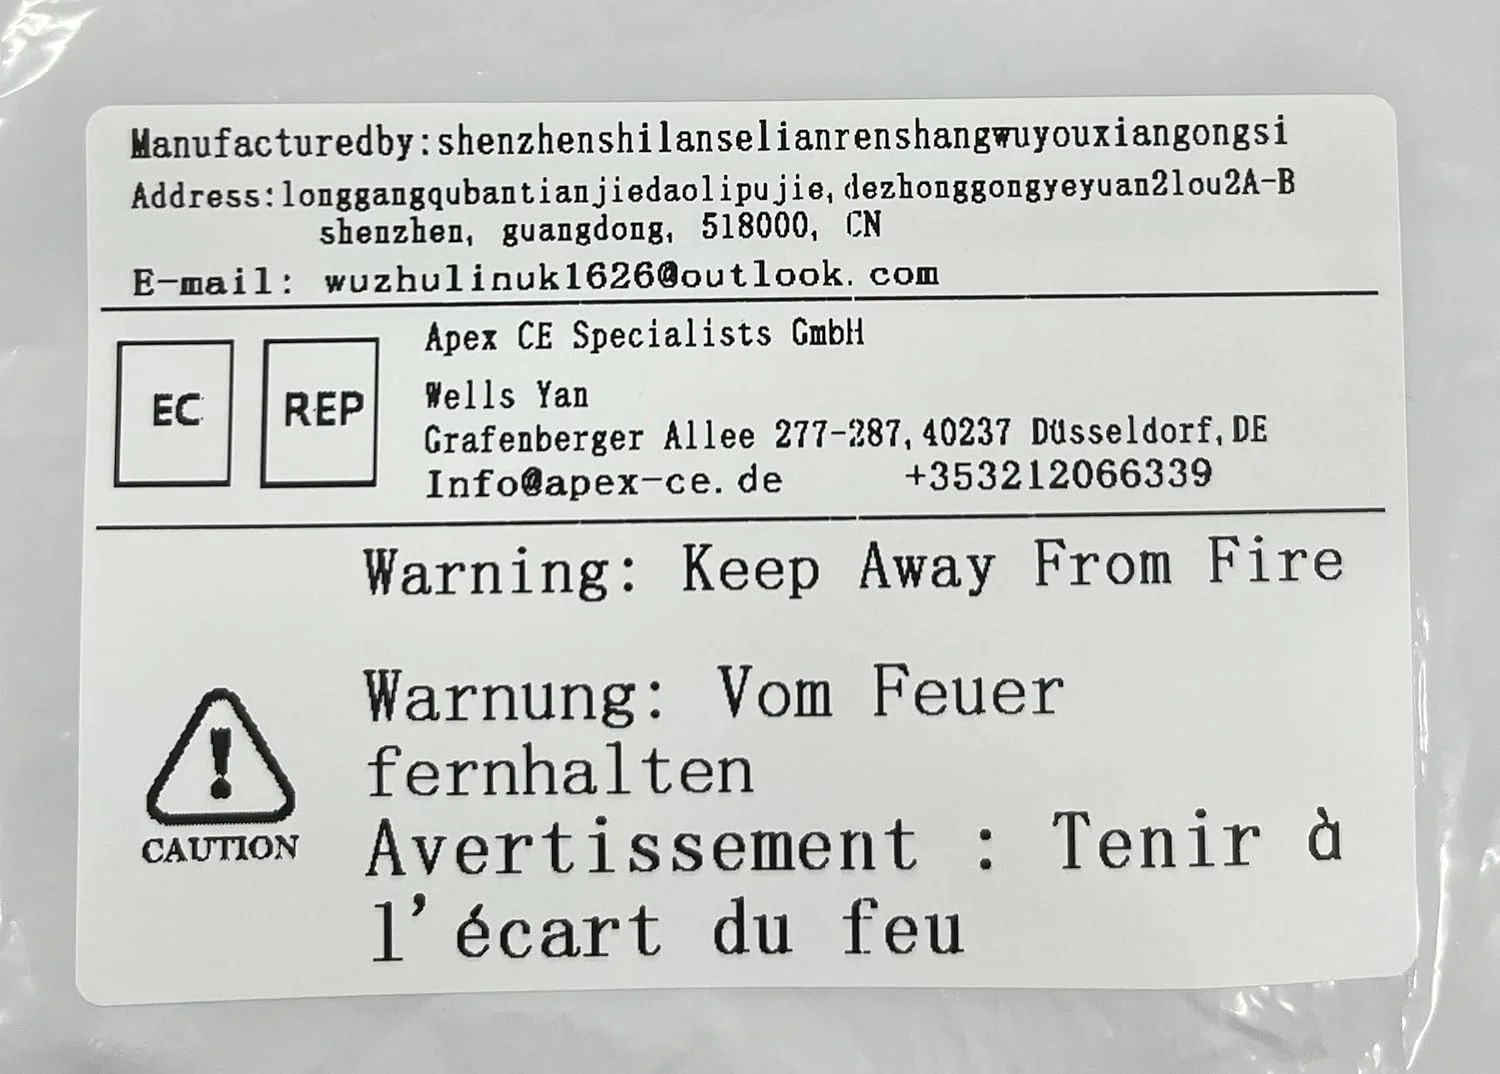 Manufacturedby:shenzhenshilanselianrenshangwuyouxiangongsi
Address:longgangqubantianjiedaolipujie,dezhonggongyeyuan2lou2A-B
shenzhen, guangdong, 518000, CN
E-mail: wuzhulinuk1626@outlook.com
EC REP
Apex CE Specialists GmbH
Wells Yan
Grafenberger Allee 277-287,40237 Düsseldorf,DE
Info@apex-ce.de +353212066339
Warning: Keep Away From Fire
Warnung: Vom Feuer
fernhalten
Avertissement : Tenir à
l'écart du feu
CAUTION